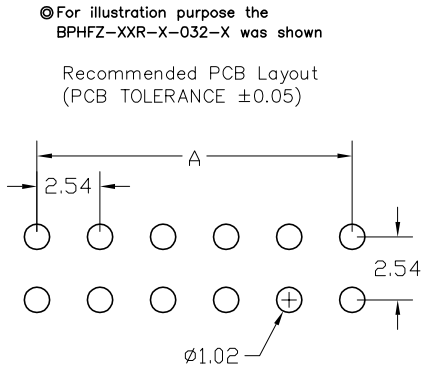 ◎ For illustration purpose the
BPHFZ-XXR-X-032-X was shown
Recommended PCB Layout
(PCB TOLERANCE ±0.05)
A
2.54
2.54
ø1.02